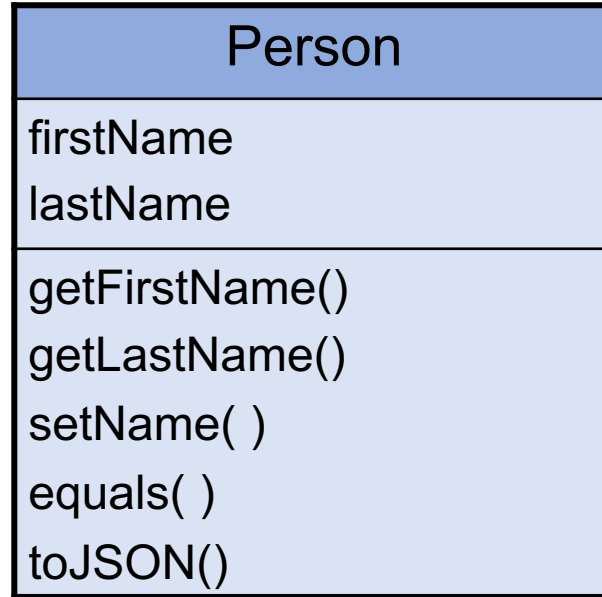 Person
firstName
lastName
getFirstName()
getLastName()
setName( )
equals( )
toJSON()